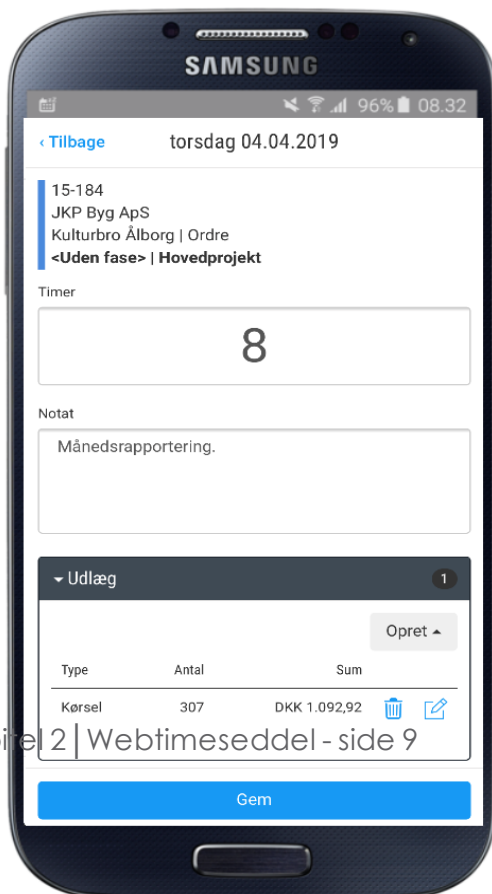 SAMSUNG
96% 08.32
‹ Tilbage torsdag 04.04.2019
15-184
JKP Byg ApS
Kulturbro Ålborg | Ordre
<Uden fase> | Hovedprojekt
Timer
8
Notat
Månedsrapportering.
Udlæg 1
Opret
Type Antal Sum
Kørsel 307 DKK 1.092,92
2 | Webtimeseddel - side 9
Gem